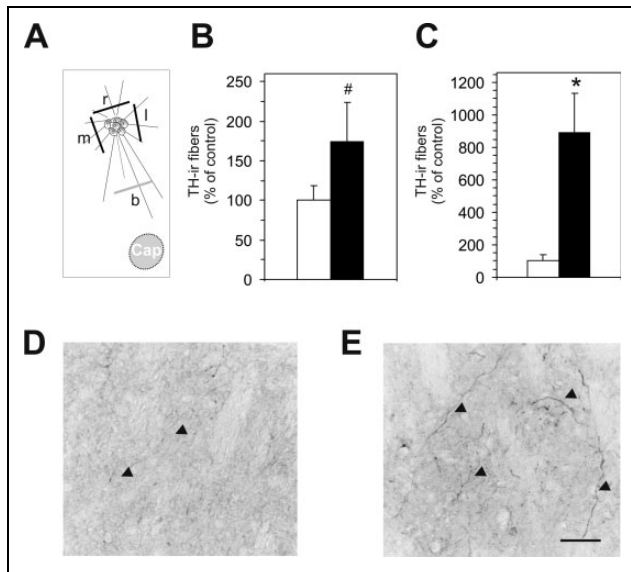 A
r
l
m
b
Cap
B
TH-ir fibers
(% of control)
250
200
150
100
50
0
#
C
TH-ir fibers
(% of control)
1200
1000
800
600
400
200
0
*
D
E